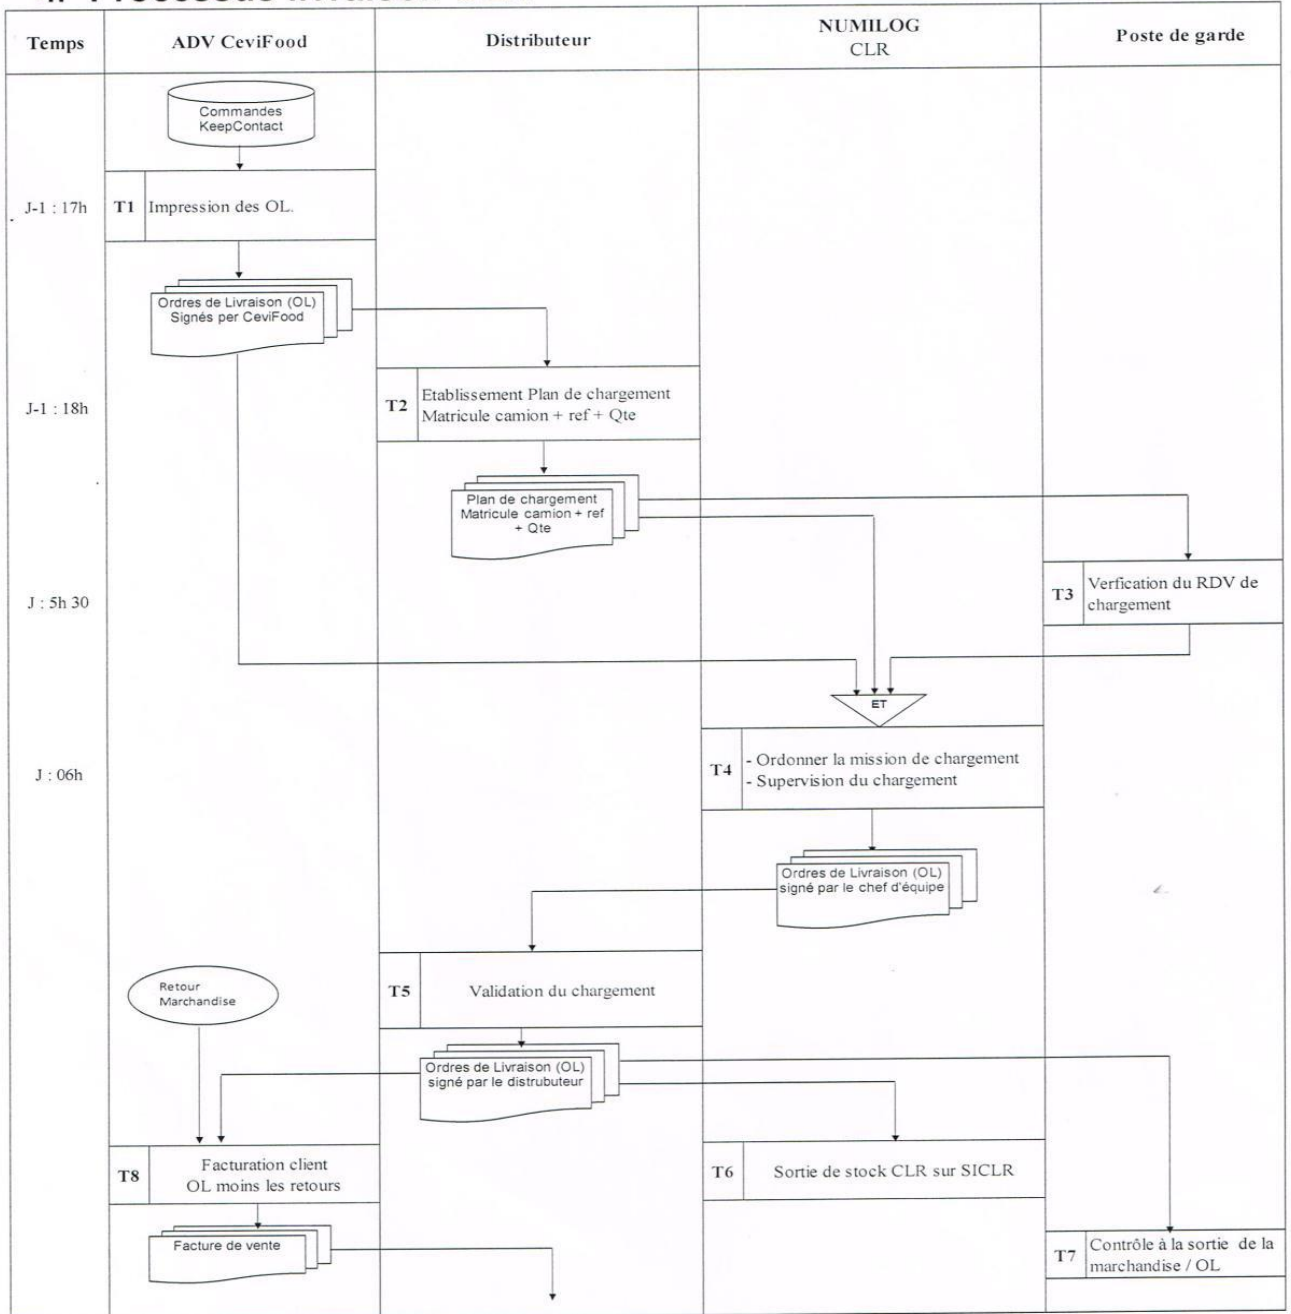 Temps
ADV CeviFood
Distributeur
NUMILOG
CLR
Poste de garde
Commandes
KeepContact
J-1 : 17h
T1
Impression des OL.
Ordres de Livraison (OL)
Signés per CeviFood
J-1 : 18h
T2
Etablissement Plan de chargement
Matricule camion + ref + Qte
Plan de chargement
Matricule camion + ref
+ Qte
J : 5h 30
T3
Verfication du RDV de
chargement
ET
J : 06h
T4
- Ordonner la mission de chargement
- Supervision du chargement
Ordres de Livraison (OL)
signé par le chef d'équipe
Retour
Marchandise
T5
Validation du chargement
Ordres de Livraison (OL)
signé par le distrubuteur
T8
Facturation client
OL moins les retours
T6
Sortie de stock CLR sur SICLR
Facture de vente
T7
Contrôle à la sortie de la
marchandise / OL